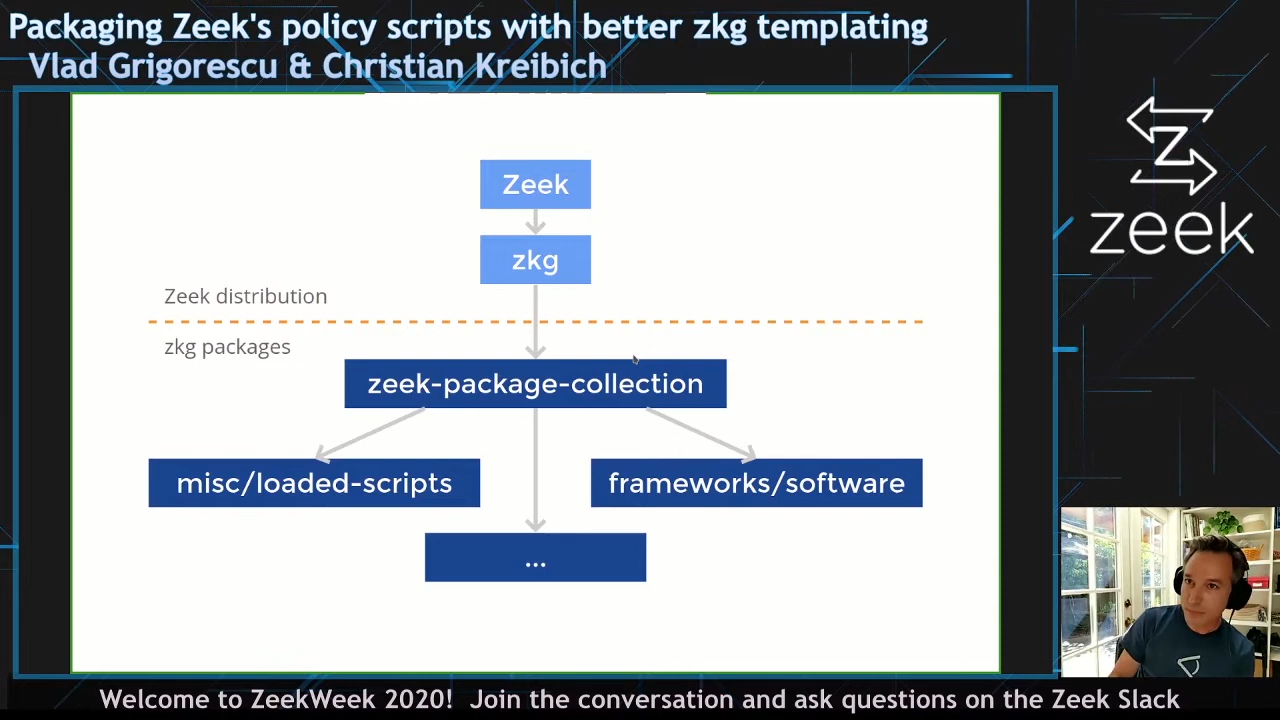 Packaging Zeek's policy scripts with better zkg templating
Vlad Grigorescu & Christian Kreibich
Z
zeek
Zeek
zkg
Zeek distribution
zkg packages
zeek-package-collection
misc/loaded-scripts
frameworks/software
...
Welcome to ZeekWeek 2020! Join the conversation and ask questions on the Zeek Slack